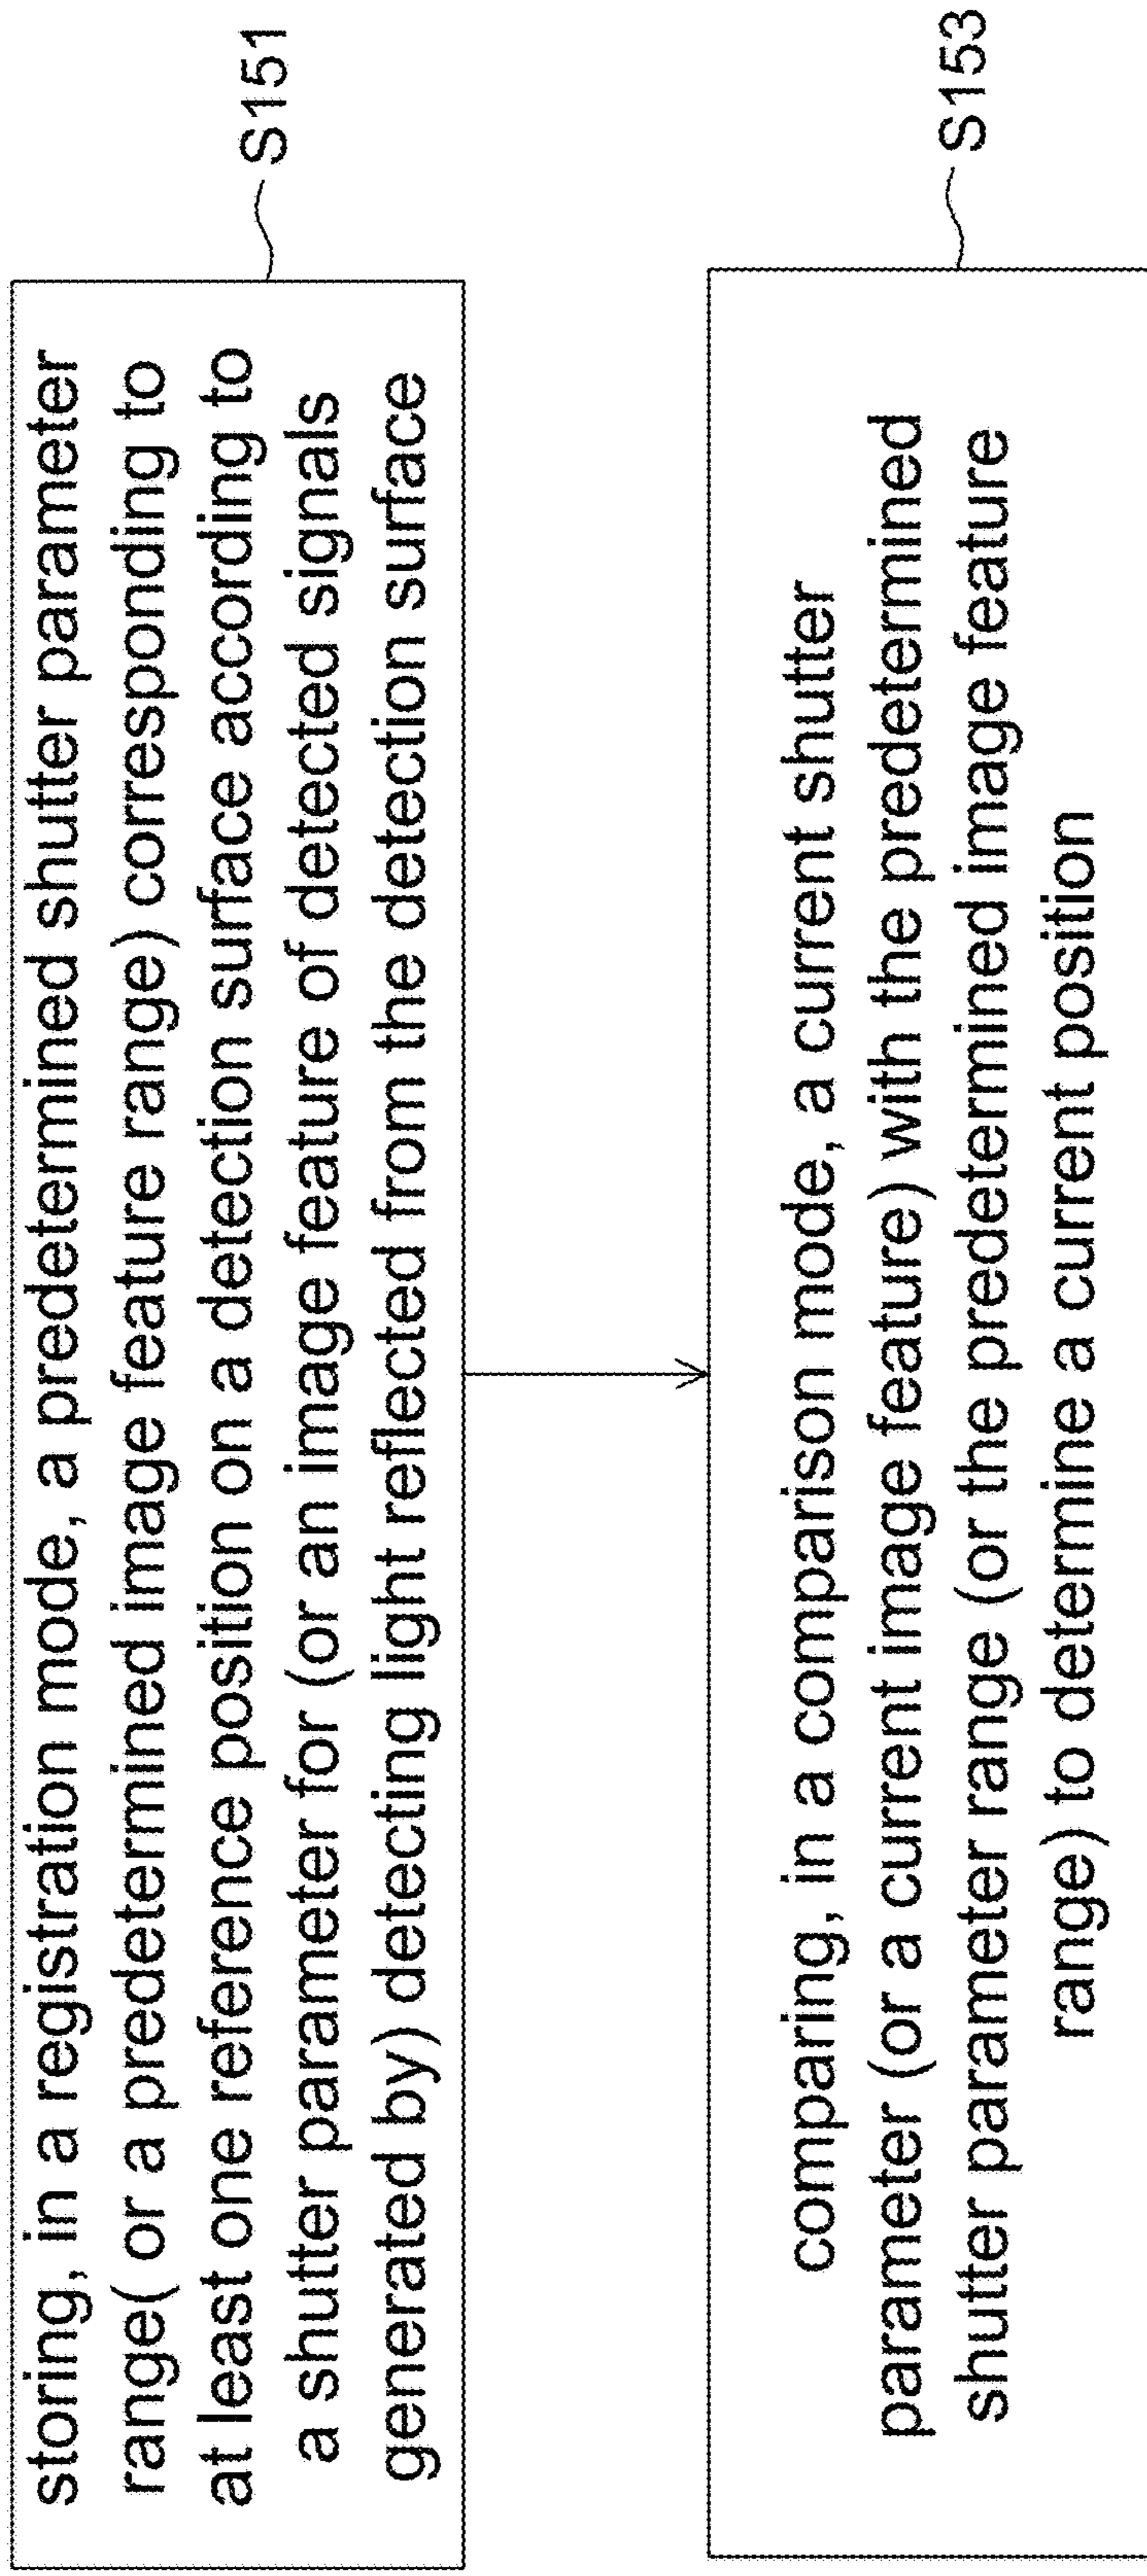 storing, in a registration mode, a predetermined shutter parameter
range( or a predetermined image feature range) corresponding to
at least one reference position on a detection surface according to
a shutter parameter for (or an image feature of detected signals
generated by) detecting light reflected from the detection surface
S151
comparing, in a comparison mode, a current shutter
parameter (or a current image feature) with the predetermined
shutter parameter range (or the predetermined image feature
range) to determine a current position
S153